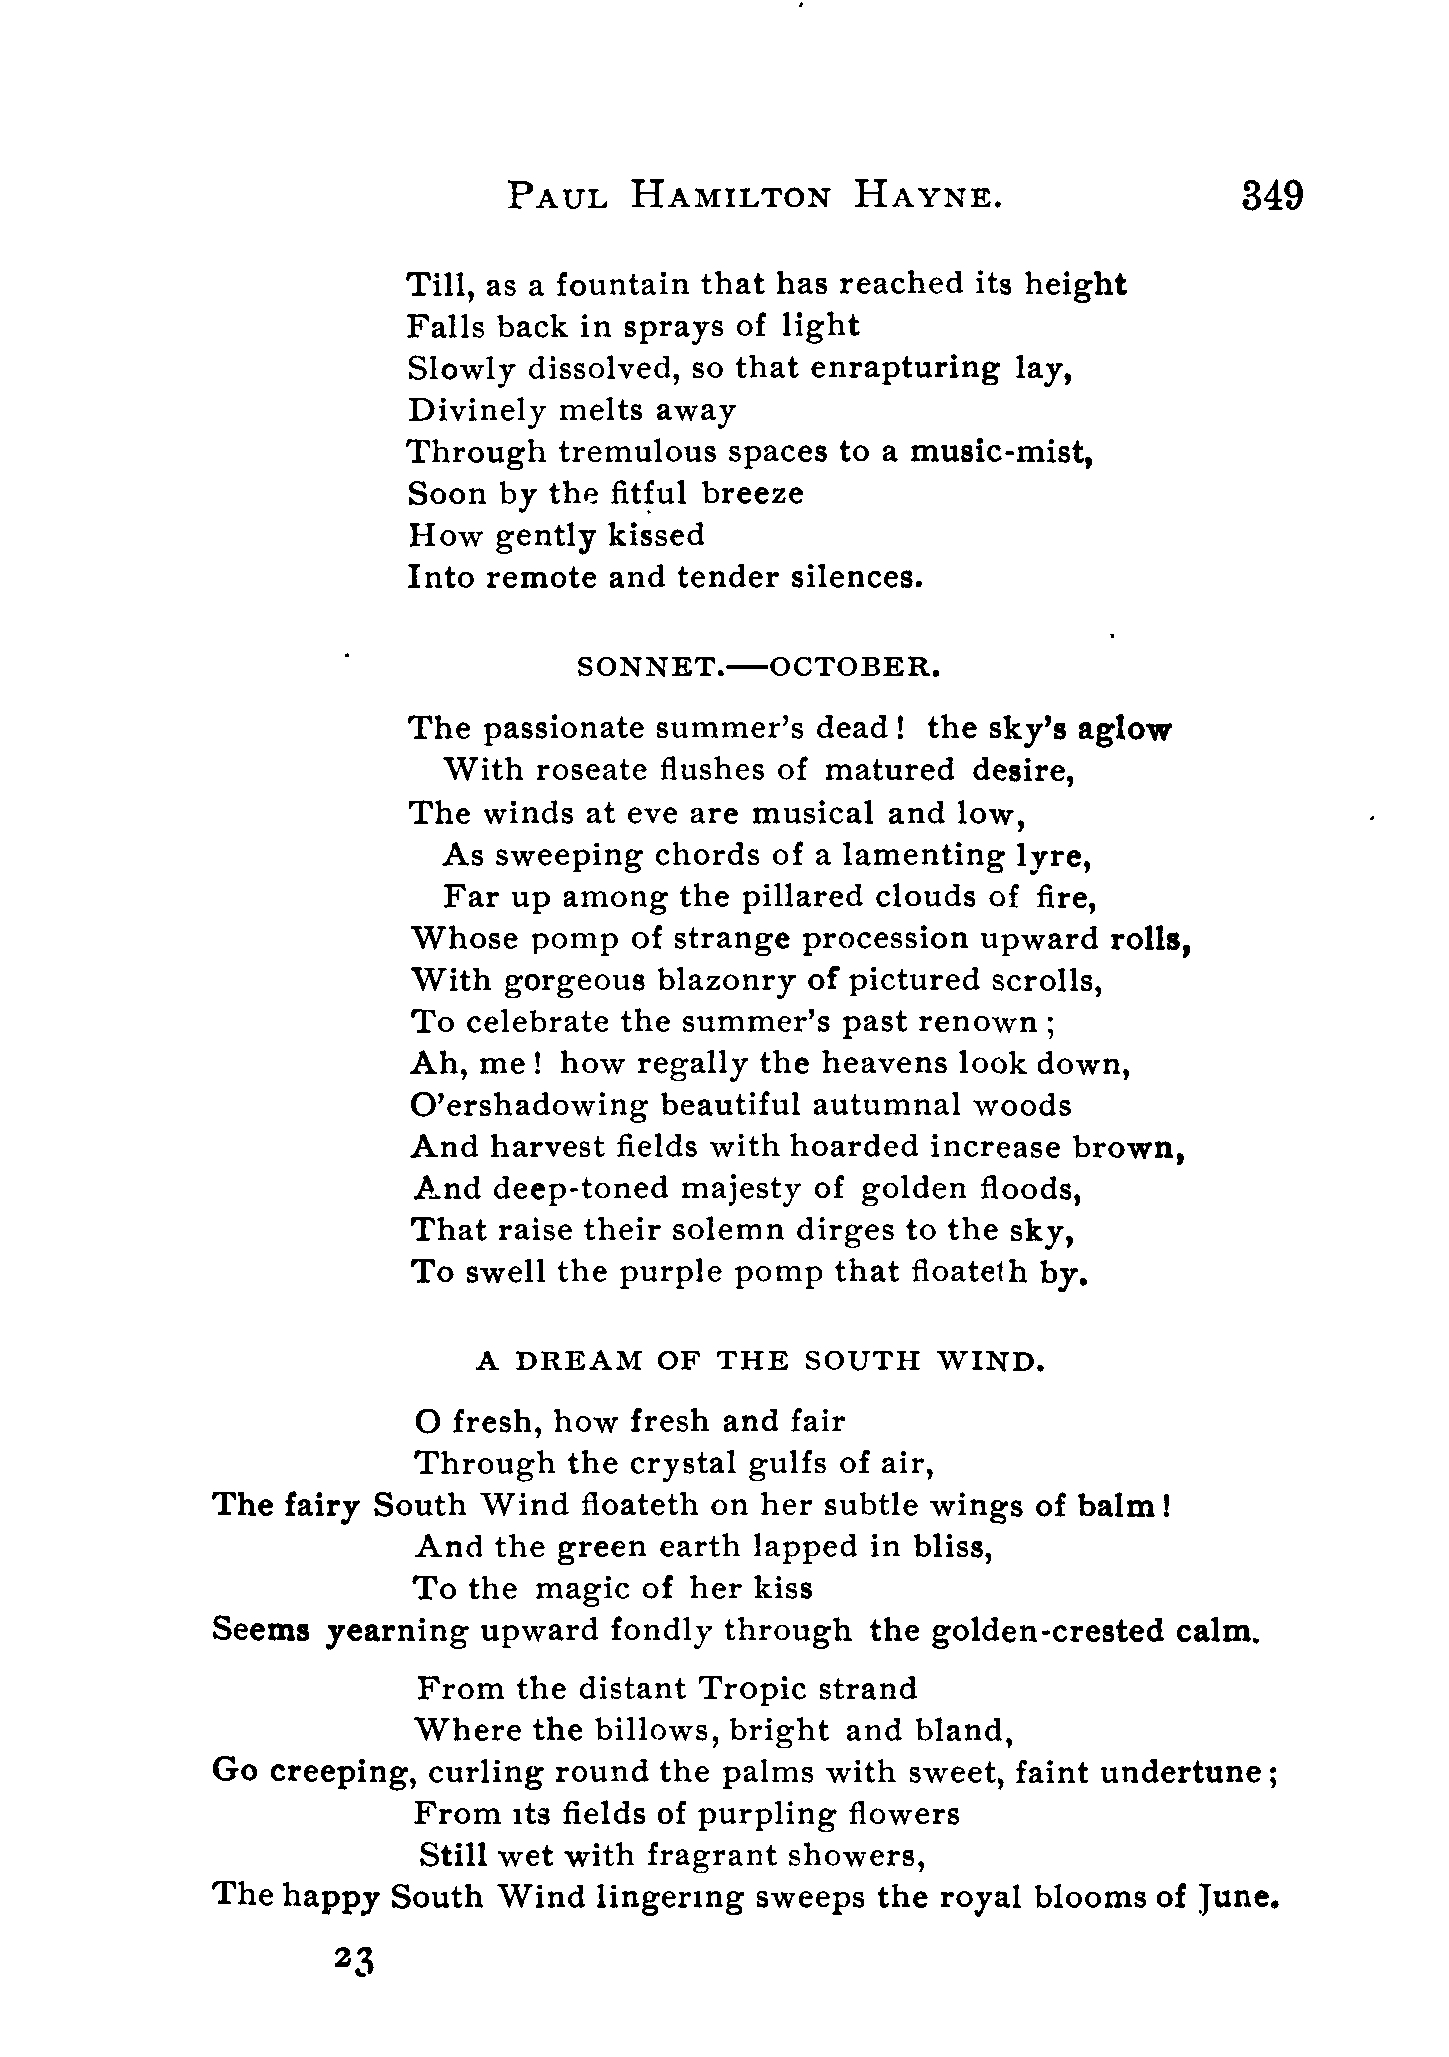 PAUL HAMILTON HAYNE. 349
Till, as a fountain that has reached its height
Falls back in sprays of light
Slowly dissolved, so that enrapturing lay,
Divinely melts away
Through tremulous spaces to a music-mist,
Soon by the fitful breeze
How gently kissed
Into remote and tender silences.
SONNET.—OCTOBER.
The passionate summer's dead! the sky's aglow
With roseate flushes of matured desire,
The winds at eve are musical and low,
As sweeping chords of a lamenting lyre,
Far up among the pillared clouds of fire,
Whose pomp of strange procession upward rolls,
With gorgeous blazonry of pictured scrolls,
To celebrate the summer's past renown;
Ah, me! how regally the heavens look down,
O'ershadowing beautiful autumnal woods
And harvest fields with hoarded increase brown,
And deep-toned majesty of golden floods,
That raise their solemn dirges to the sky,
To swell the purple pomp that floateth by.
A DREAM OF THE SOUTH WIND.
O fresh, how fresh and fair
Through the crystal gulfs of air,
The fairy South Wind floateth on her subtle wings of balm!
And the green earth lapped in bliss,
To the magic of her kiss
Seems yearning upward fondly through the golden-crested calm.
From the distant Tropic strand
Where the billows, bright and bland,
Go creeping, curling round the palms with sweet, faint undertune;
From its fields of purpling flowers
Still wet with fragrant showers,
The happy South Wind lingering sweeps the royal blooms of June.
23